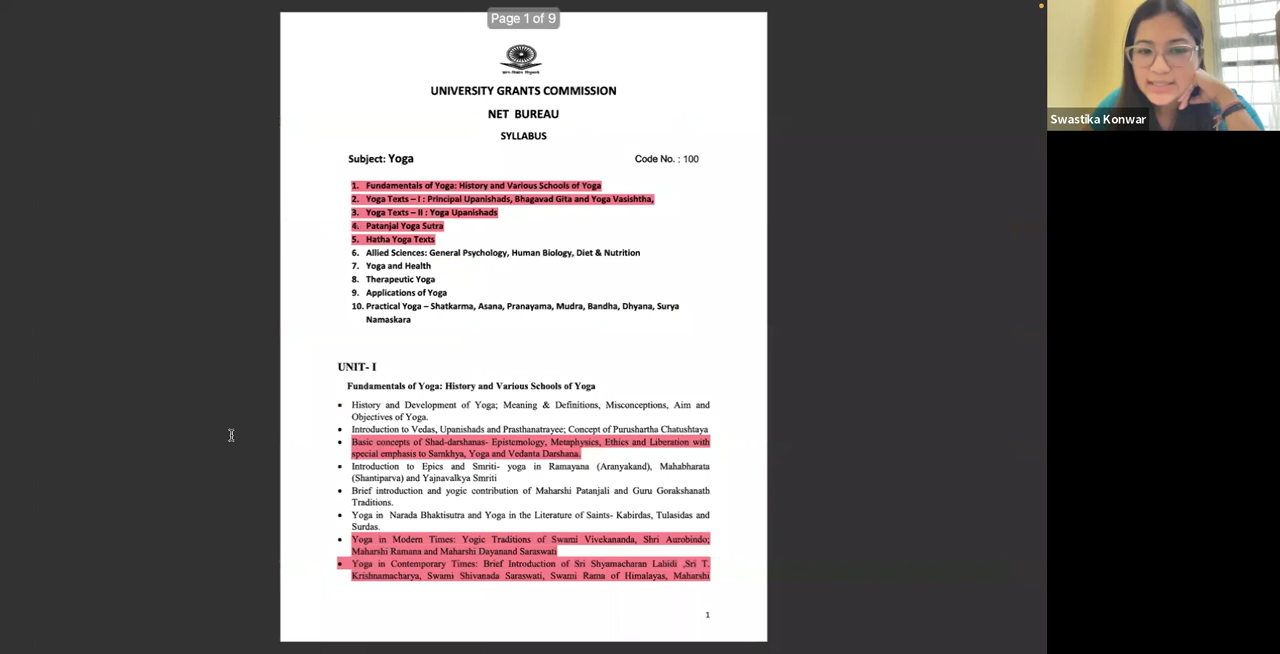 Page 1 of 9
UNIVERSITY GRANTS COMMISSION
NET BUREAU
SYLLABUS
Subject: Yoga
Code No. : 100
1. Fundamentals of Yoga: History and Various Schools of Yoga
2. Yoga Texts – I : Principal Upanishads, Bhagavad Gita and Yoga Vasishtha,
3. Yoga Texts – II : Yoga Upanishads
4. Patanjal Yoga Sutra
5. Hatha Yoga Texts
6. Allied Sciences: General Psychology, Human Biology, Diet & Nutrition
7. Yoga and Health
8. Therapeutic Yoga
9. Applications of Yoga
10. Practical Yoga – Shatkarma, Asana, Pranayama, Mudra, Bandha, Dhyana, Surya
Namaskara
UNIT- I
Fundamentals of Yoga: History and Various Schools of Yoga
• History and Development of Yoga; Meaning & Definitions, Misconceptions, Aim and
Objectives of Yoga.
• Introduction to Vedas, Upanishads and Prasthanatrayee; Concept of Purushartha Chatushtaya
• Basic concepts of Shad-darshanas- Epistemology, Metaphysics, Ethics and Liberation with
special emphasis to Samkhya, Yoga and Vedanta Darshana.
• Introduction to Epics and Smriti- yoga in Ramayana (Aranyakand), Mahabharata
(Shantiparva) and Yajnavalkya Smriti
• Brief introduction and yogic contribution of Maharshi Patanjali and Guru Gorakshanath
Traditions.
• Yoga in Narada Bhaktisutra and Yoga in the Literature of Saints- Kabirdas, Tulasidas and
Surdas.
• Yoga in Modern Times: Yogic Traditions of Swami Vivekananda, Shri Aurobindo;
Maharshi Ramana and Maharshi Dayanand Saraswati
• Yoga in Contemporary Times: Brief Introduction of Sri Shyamacharan Lahidi ,Sri T.
Krishnamacharya, Swami Shivanada Saraswati, Swami Rama of Himalayas, Maharshi
1
Swastika Konwar